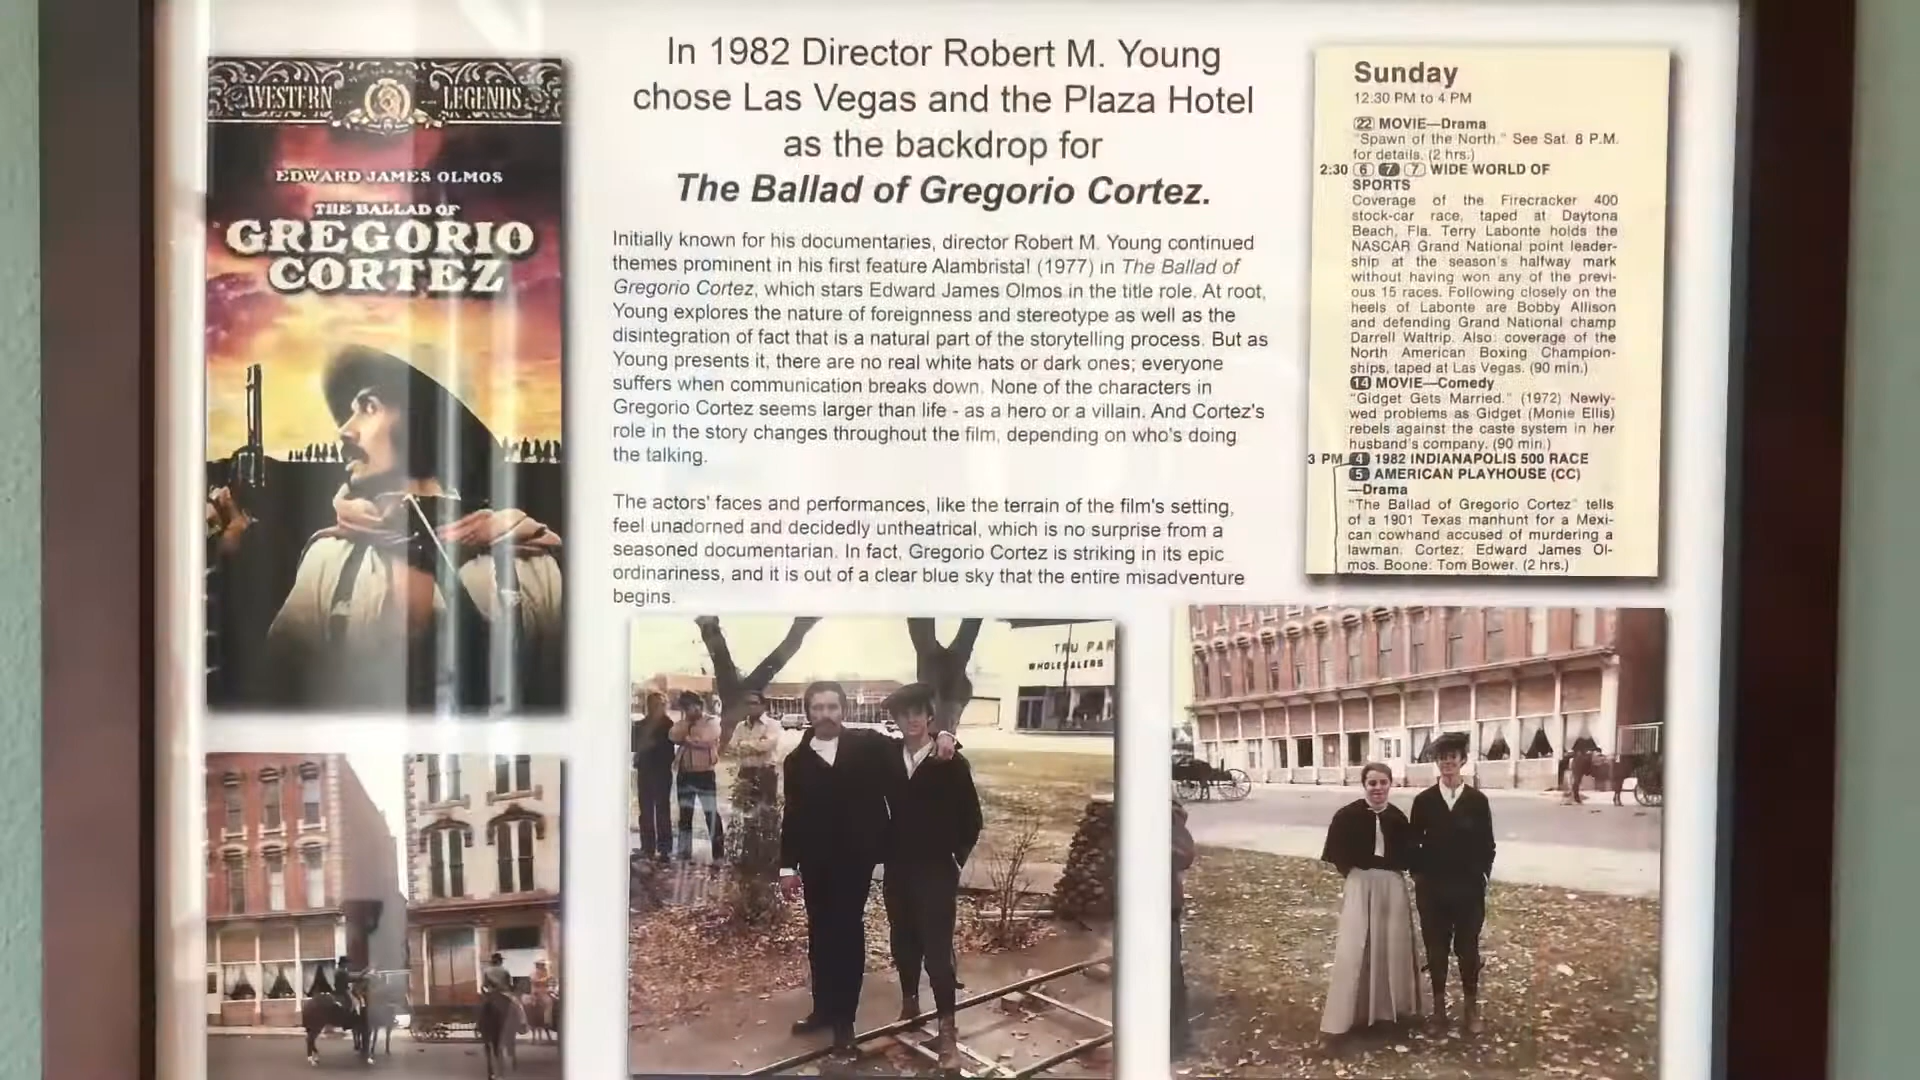 WESTERN LEGENDS
EDWARD JAMES OLMOS
THE BALLAD OF
GREGORIO
CORTEZ
In 1982 Director Robert M. Young
chose Las Vegas and the Plaza Hotel
as the backdrop for
The Ballad of Gregorio Cortez.
Initially known for his documentaries, director Robert M. Young continued
themes prominent in his first feature Alambrista! (1977) in The Ballad of
Gregorio Cortez, which stars Edward James Olmos in the title role. At root,
Young explores the nature of foreignness and stereotype as well as the
disintegration of fact that is a natural part of the storytelling process. But as
Young presents it, there are no real white hats or dark ones; everyone
suffers when communication breaks down. None of the characters in
Gregorio Cortez seems larger than life - as a hero or a villain. And Cortez's
role in the story changes throughout the film, depending on who's doing
the talking.
The actors' faces and performances, like the terrain of the film's setting,
feel unadorned and decidedly untheatrical, which is no surprise from a
seasoned documentarian. In fact, Gregorio Cortez is striking in its epic
ordinariness, and it is out of a clear blue sky that the entire misadventure
begins.
Sunday
12:30 PM to 4 PM
22 MOVIE—Drama
"Spawn of the North." See Sat. 8 P.M.
for details. (2 hrs.)
2:30 6 7 7 WIDE WORLD OF
SPORTS
Coverage of the Firecracker 400
stock-car race, taped at Daytona
Beach, Fla. Terry Labonte holds the
NASCAR Grand National point leader-
ship at the season's halfway mark
without having won any of the previ-
ous 15 races. Following closely on the
heels of Labonte are Bobby Allison
and defending Grand National champ
Darrell Waltrip. Also: coverage of the
North American Boxing Champion-
ships, taped at Las Vegas. (90 min.)
14 MOVIE—Comedy
"Gidget Gets Married." (1972) Newly-
wed problems as Gidget (Monie Ellis)
rebels against the caste system in her
husband's company. (90 min.)
3 PM 4 1982 INDIANAPOLIS 500 RACE
5 AMERICAN PLAYHOUSE (CC)
—Drama
"The Ballad of Gregorio Cortez" tells
of a 1901 Texas manhunt for a Mexi-
can cowhand accused of murdering a
lawman. Cortez: Edward James Ol-
mos. Boone: Tom Bower. (2 hrs.)
WHOLESALERS